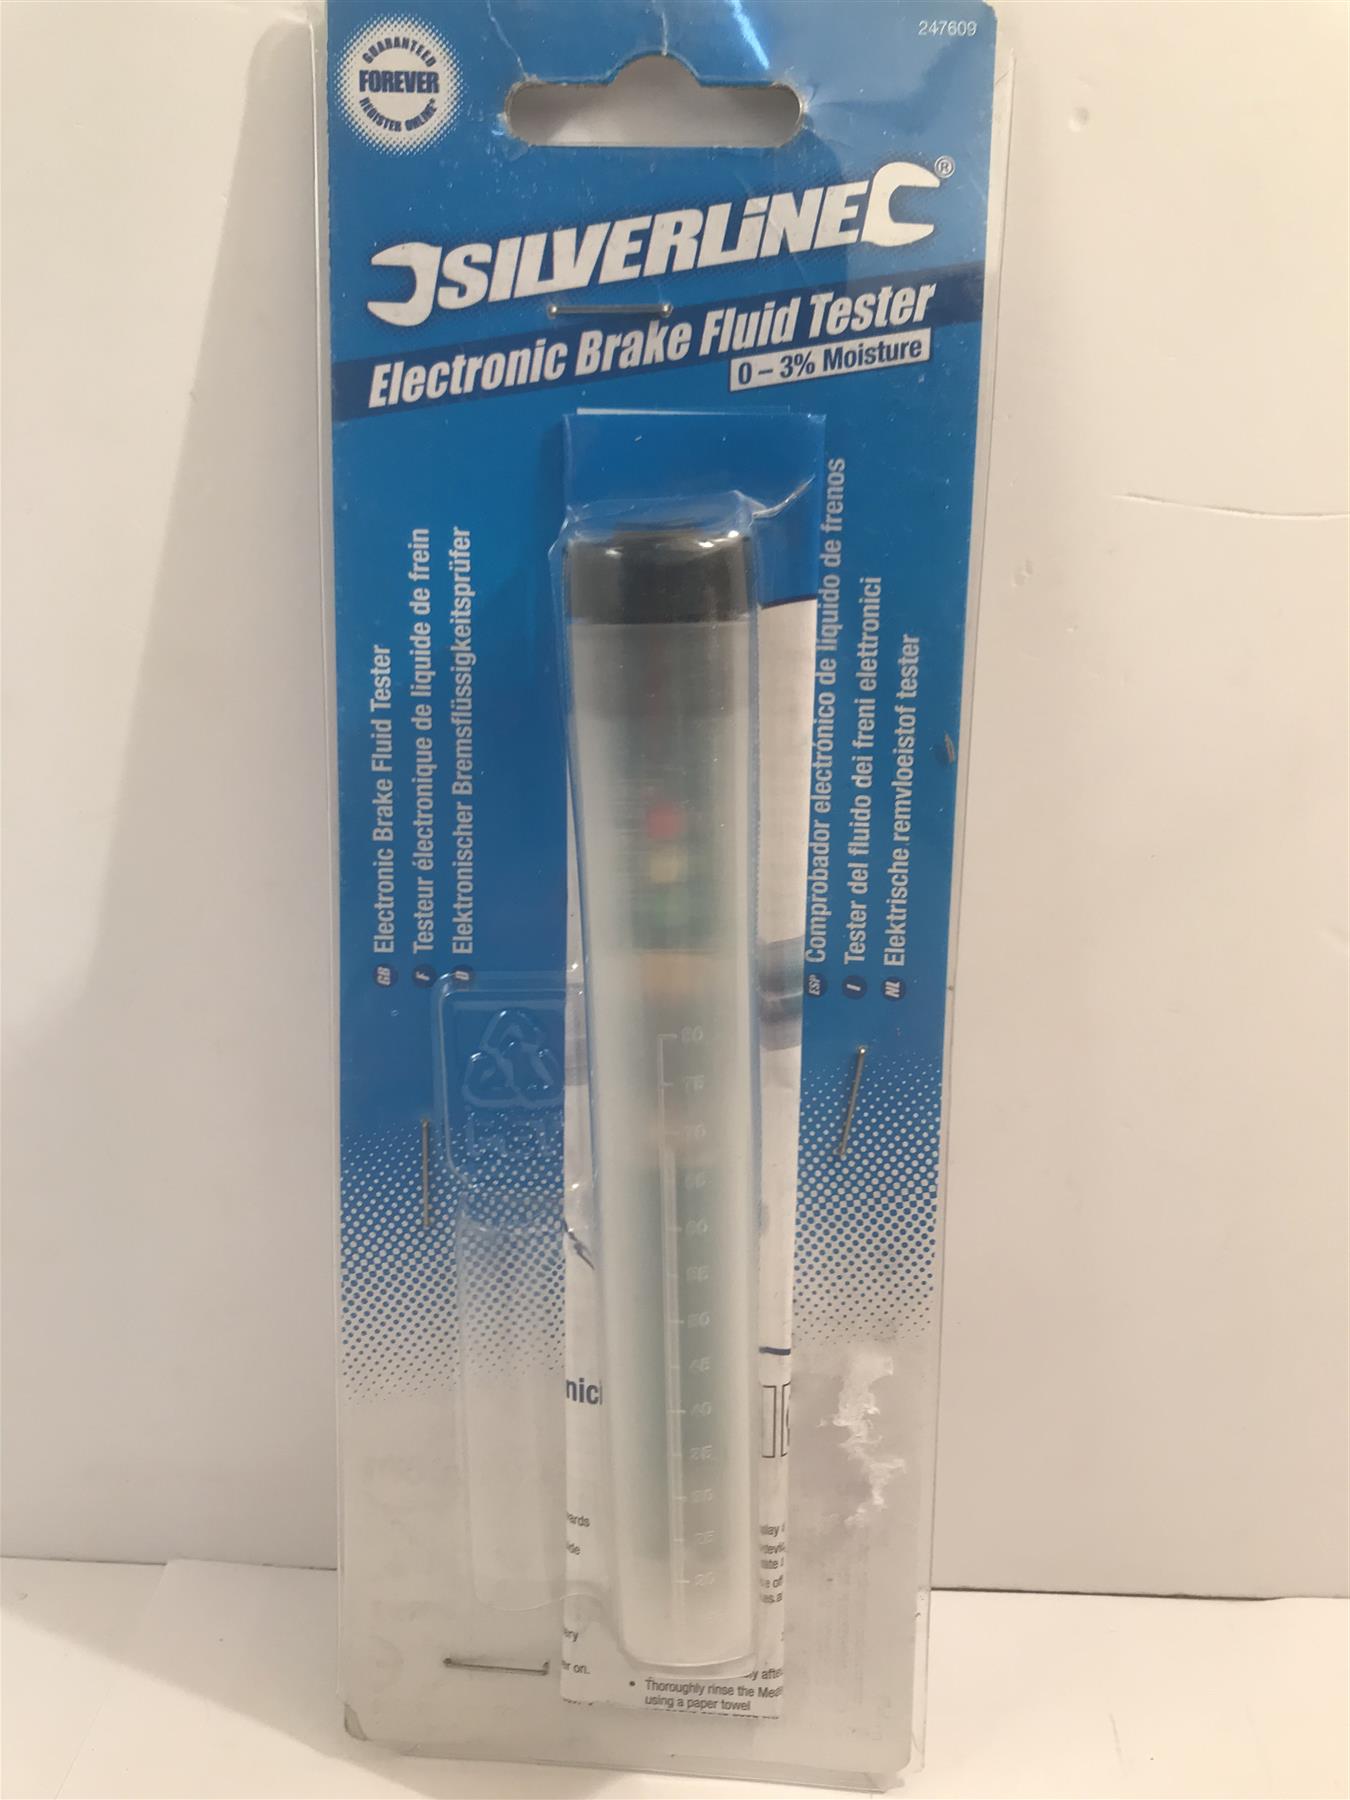 247609
GUARANTEED
FOREVER
REGISTER ONLINE*
SILVERLINE®
Electronic Brake Fluid Tester
0 – 3% Moisture
GB Electronic Brake Fluid Tester
F Testeur électronique de liquide de frein
D Elektronischer Bremsflüssigkeitsprüfer
ESP Comprobador electrónico de liquido de frenos
I Tester del fluido dei freni elettronici
NL Elektrische remvloeistof tester
80
75
70
65
60
55
50
45
40
35
30
25
20
• Thoroughly rinse the
using a paper towel